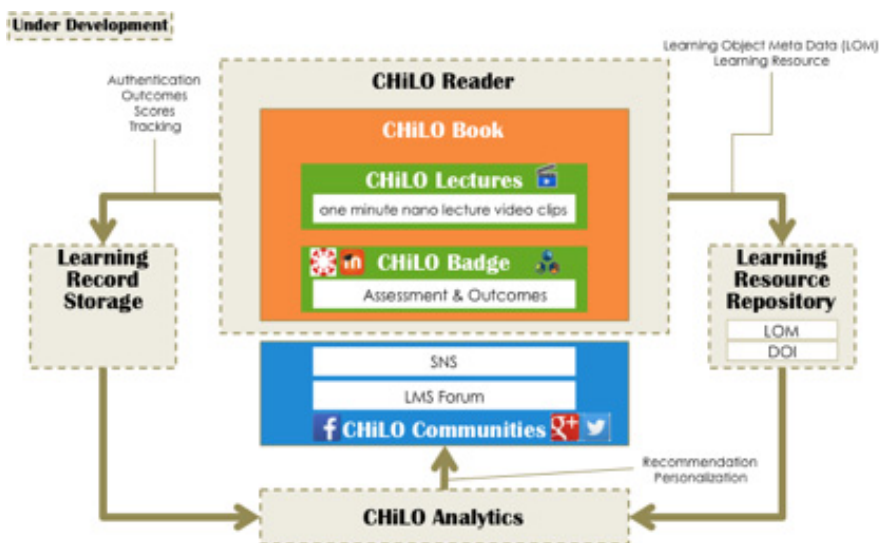 Under Development
Learning Object Meta Data (LOM)
Learning Resource
Authentication
Outcomes
Scores
Tracking
CHiLO Reader
CHiLO Book
CHiLO Lectures
one minute nano lecture video clips
CHiLO Badge
Assessment & Outcomes
Learning
Record
Storage
Learning
Resource
Repository
LOM
DOI
SNS
LMS Forum
CHiLO Communities
Recommendation
Personalization
CHiLO Analytics